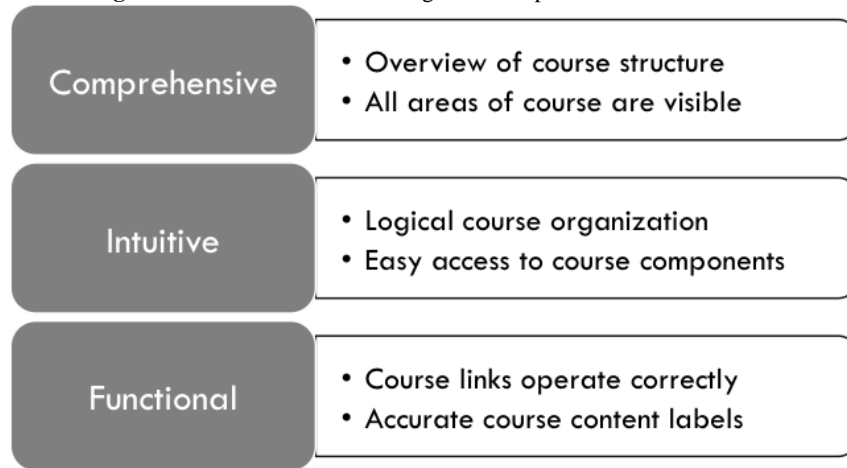 Comprehensive
• Overview of course structure
• All areas of course are visible
Intuitive
• Logical course organization
• Easy access to course components
Functional
• Course links operate correctly
• Accurate course content labels